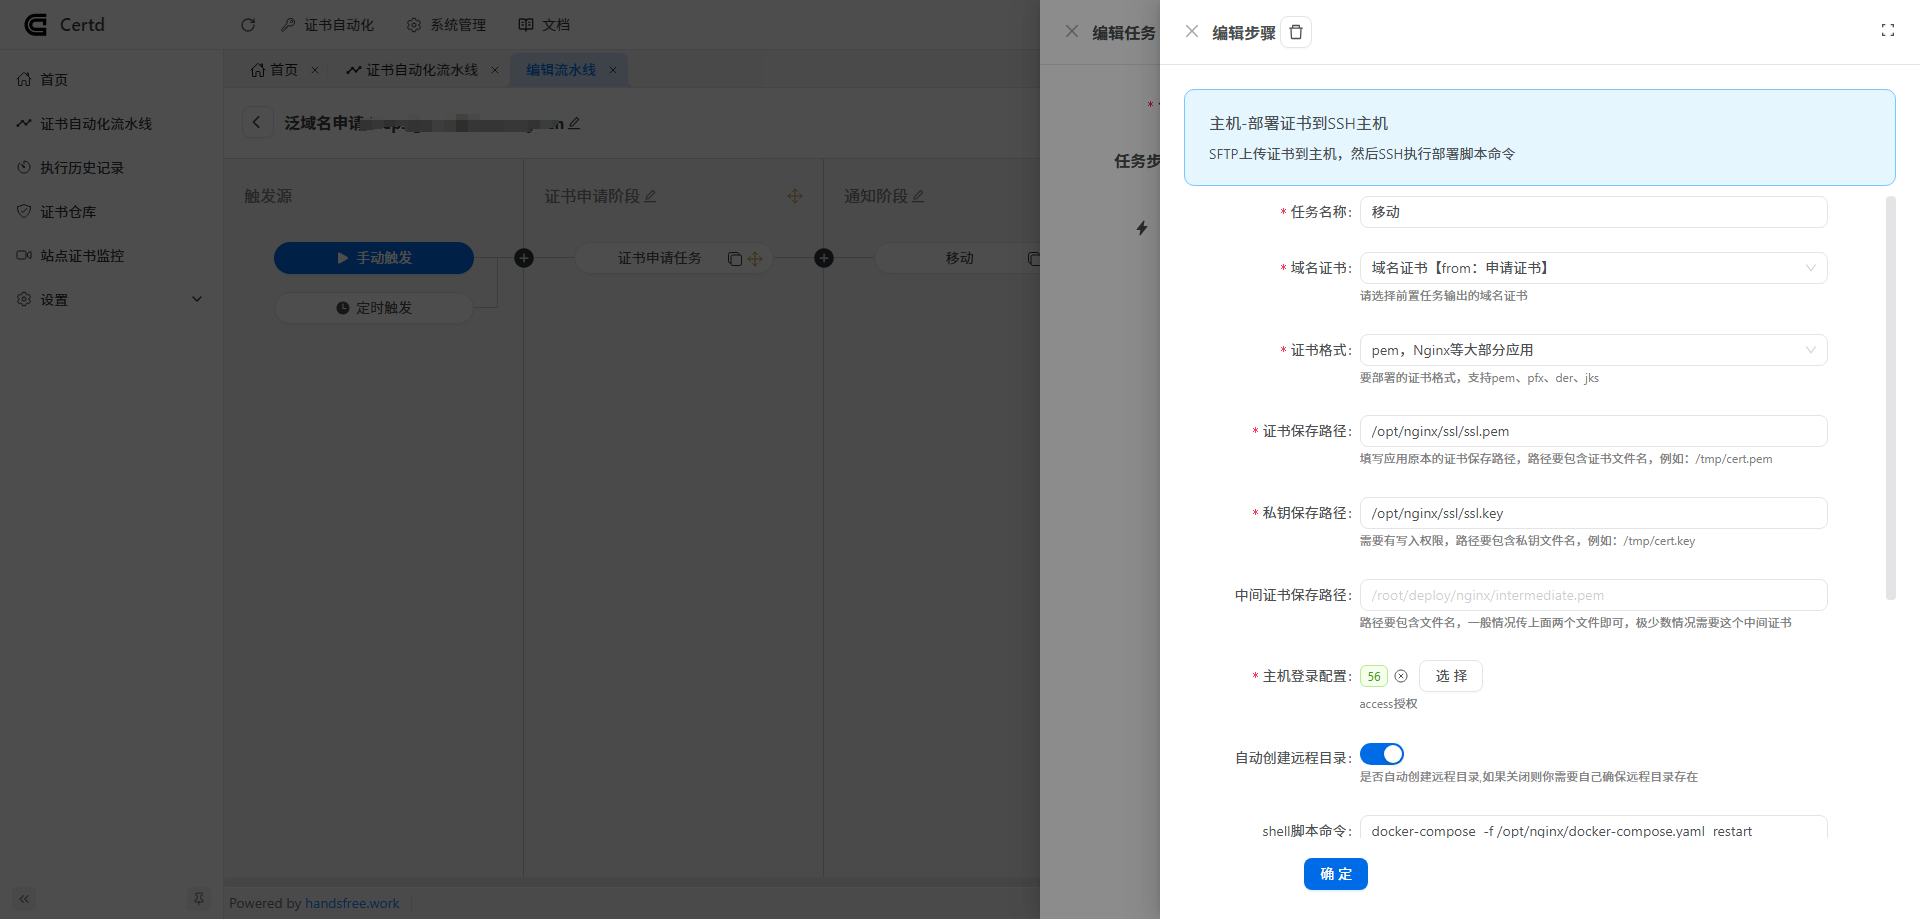 Certd
证书自动化
系统管理
文档
首页
证书自动化流水线
执行历史记录
证书仓库
站点证书监控
设置
首页
证书自动化流水线
编辑流水线
泛域名申请
触发源
证书申请阶段
通知阶段
手动触发
证书申请任务
移动
定时触发
Powered by handsfree.work
编辑任务
*
任务步
编辑步骤
主机-部署证书到SSH主机
SFTP上传证书到主机，然后SSH执行部署脚本命令
* 任务名称: 移动
* 域名证书: 域名证书【from：申请证书】
请选择前置任务输出的域名证书
* 证书格式: pem，Nginx等大部分应用
要部署的证书格式，支持pem、pfx、der、jks
* 证书保存路径: /opt/nginx/ssl/ssl.pem
填写应用原本的证书保存路径，路径要包含证书文件名，例如：/tmp/cert.pem
* 私钥保存路径: /opt/nginx/ssl/ssl.key
需要有写入权限，路径要包含私钥文件名，例如：/tmp/cert.key
中间证书保存路径: /root/deploy/nginx/intermediate.pem
路径要包含文件名，一般情况传上面两个文件即可，极少数情况需要这个中间证书
* 主机登录配置: 56 选 择
access授权
自动创建远程目录:
是否自动创建远程目录,如果关闭则你需要自己确保远程目录存在
shell脚本命令: docker-compose -f /opt/nginx/docker-compose.yaml restart
确 定